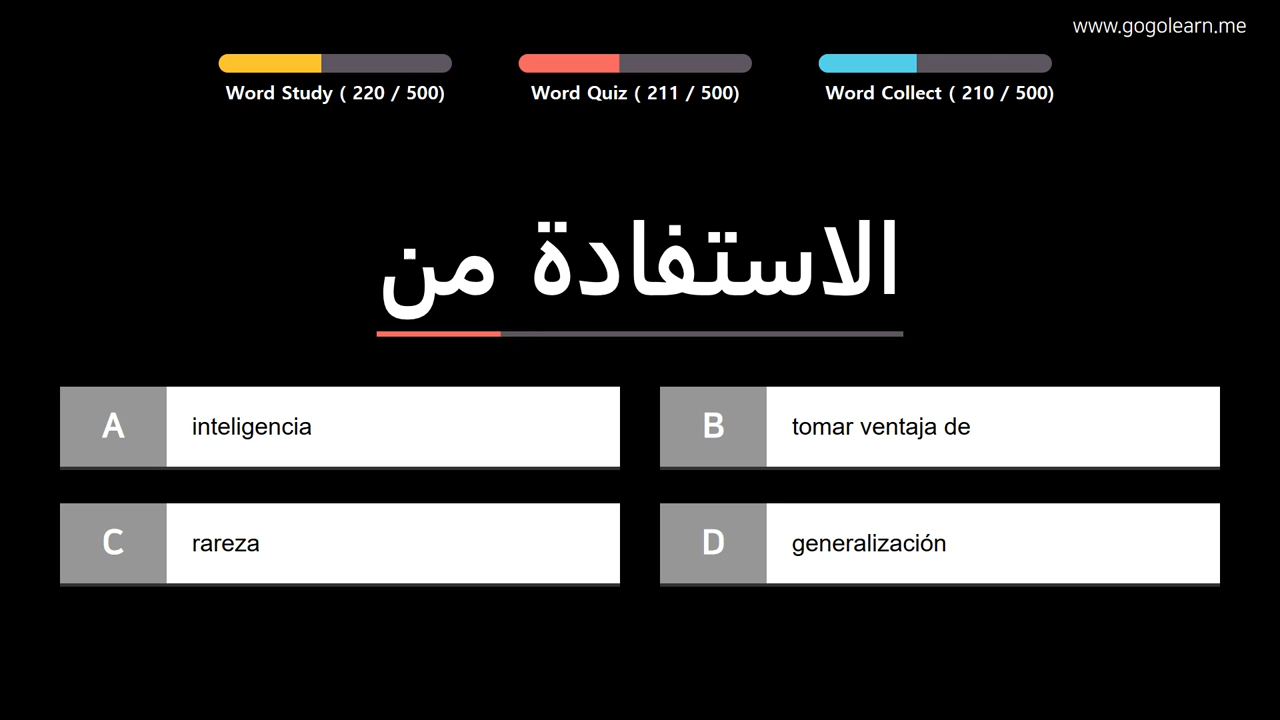 www.gogolearn.me
Word Study ( 220 / 500)
Word Quiz ( 211 / 500)
Word Collect ( 210 / 500)
الاستفادة من
A
inteligencia
B
tomar ventaja de
C
rareza
D
generalización